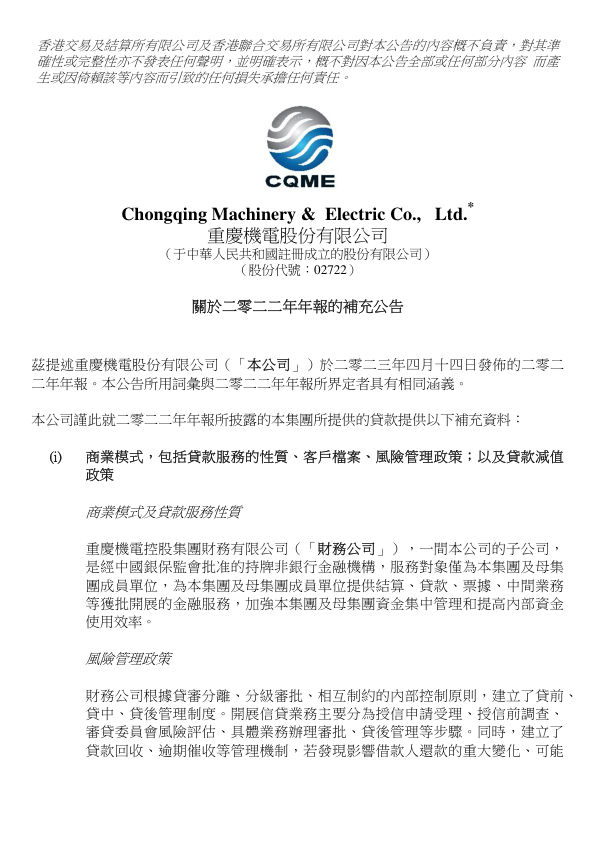 香港交易及結算所有限公司及香港聯合交易所有限公司對本公告的內容概不負責，對其準
確性或完整性亦不發表任何聲明，並明確表示，概不對因本公告全部或任何部分內容 而產
生或因倚賴該等內容而引致的任何損失承擔任何責任。
CQME
Chongqing Machinery & Electric Co., Ltd.*
重慶機電股份有限公司
（于中華人民共和國註冊成立的股份有限公司）
（股份代號：02722）
關於二零二二年年報的補充公告
茲提述重慶機電股份有限公司（「本公司」）於二零二三年四月十四日發佈的二零二
二年年報。本公告所用詞彙與二零二二年年報所界定者具有相同涵義。
本公司謹此就二零二二年年報所披露的本集團所提供的貸款提供以下補充資料：
(i) 商業模式，包括貸款服務的性質、客戶檔案、風險管理政策；以及貸款減值
政策
商業模式及貸款服務性質
重慶機電控股集團財務有限公司（「財務公司」），一間本公司的子公司，
是經中國銀保監會批准的持牌非銀行金融機構，服務對象僅為本集團及母集
團成員單位，為本集團及母集團成員單位提供結算、貸款、票據、中間業務
等獲批開展的金融服務，加強本集團及母集團資金集中管理和提高內部資金
使用效率。
風險管理政策
財務公司根據貸審分離、分級審批、相互制約的內部控制原則，建立了貸前、
貸中、貸後管理制度。開展信貸業務主要分為授信申請受理、授信前調查、
審貸委員會風險評估、具體業務辦理審批、貸後管理等步驟。同時，建立了
貸款回收、逾期催收等管理機制，若發現影響借款人還款的重大變化、可能